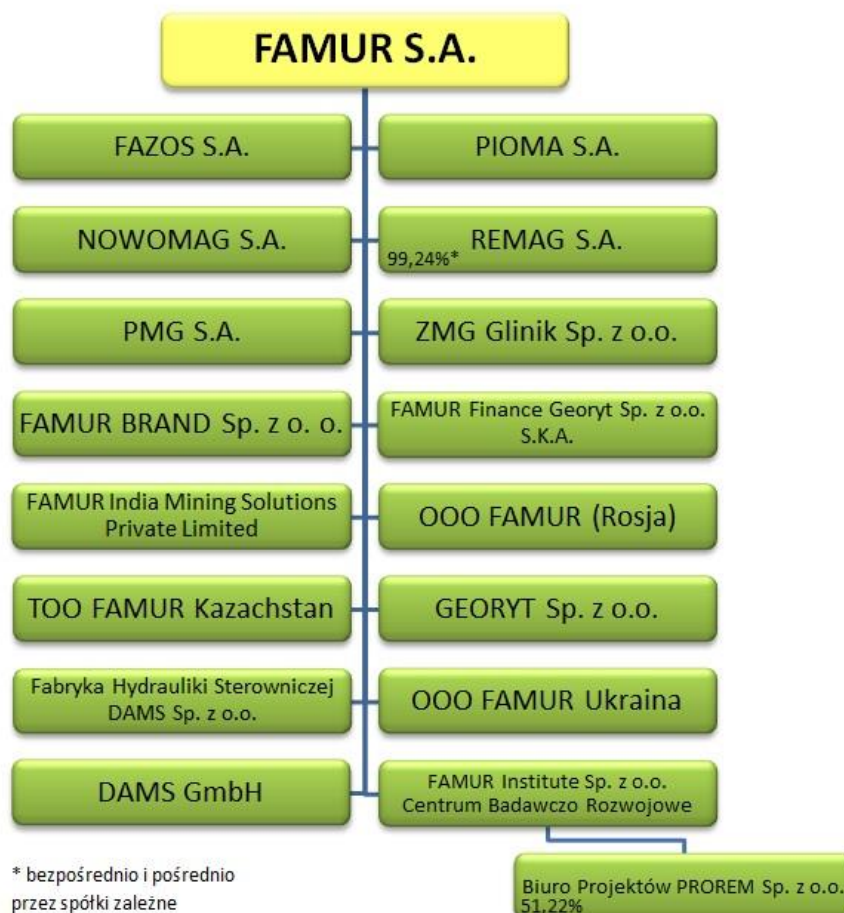 FAMUR S.A.
FAZOS S.A.
PIOMA S.A.
NOWOMAG S.A.
REMAG S.A.
99,24%*
PMG S.A.
ZMG Glinik Sp. z o.o.
FAMUR BRAND Sp. z o. o.
FAMUR Finance Georyt Sp. z o.o.
S.K.A.
FAMUR India Mining Solutions
Private Limited
OOO FAMUR (Rosja)
TOO FAMUR Kazachstan
GEORYT Sp. z o.o.
Fabryka Hydrauliki Sterowniczej
DAMS Sp. z o.o.
OOO FAMUR Ukraina
DAMS GmbH
FAMUR Institute Sp. z o.o.
Centrum Badawczo Rozwojowe
* bezpośrednio i pośrednio
przez spółki zależne
Biuro Projektów PROREM Sp. z o.o.
51,22%